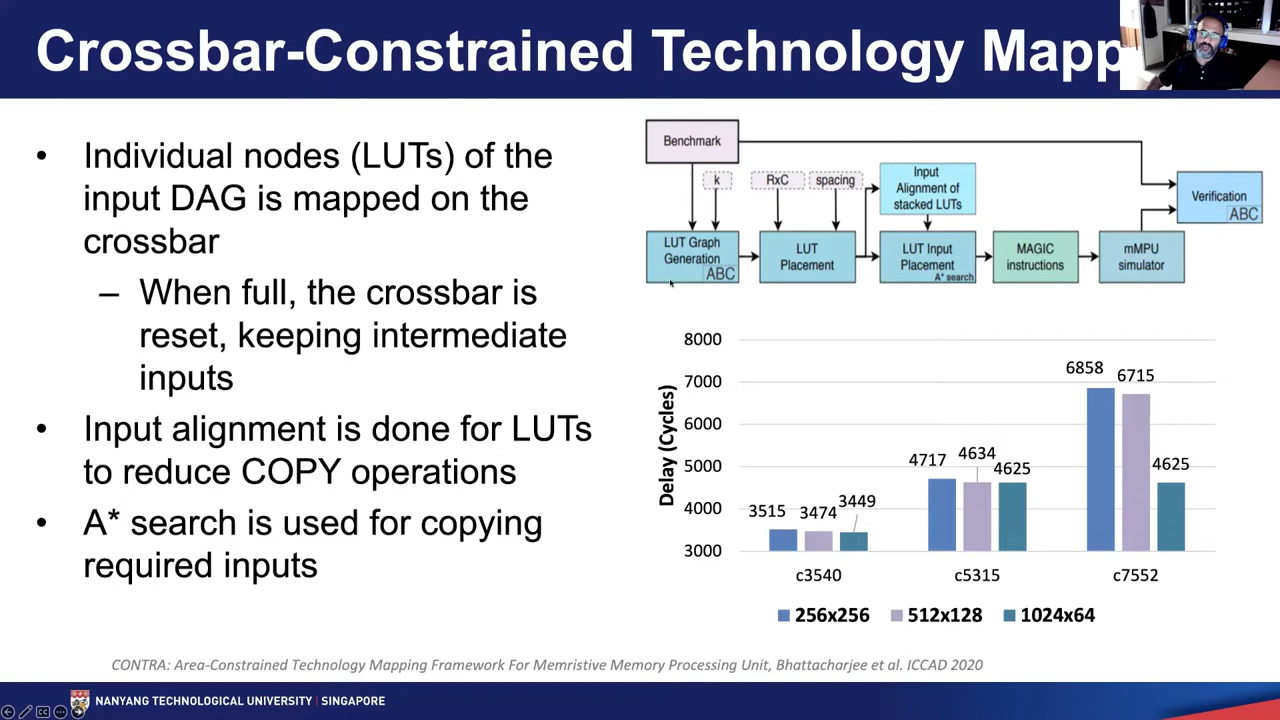 Crossbar-Constrained Technology Mapp
• Individual nodes (LUTs) of the
input DAG is mapped on the
crossbar
– When full, the crossbar is
reset, keeping intermediate
inputs
• Input alignment is done for LUTs
to reduce COPY operations
• A* search is used for copying
required inputs
Benchmark
k
RxC
spacing
Input
Alignment of
stacked LUTs
Verification
ABC
LUT Graph
Generation
ABC
LUT
Placement
LUT Input
Placement
A* search
MAGIC
instructions
mMPU
simulator
Delay (Cycles)
8000
7000
6000
5000
4000
3000
3515
3474
3449
4717
4634
4625
6858
6715
4625
c3540
c5315
c7552
256x256
512x128
1024x64
CONTRA: Area-Constrained Technology Mapping Framework For Memristive Memory Processing Unit, Bhattacharjee et al. ICCAD 2020
NANYANG TECHNOLOGICAL UNIVERSITY | SINGAPORE